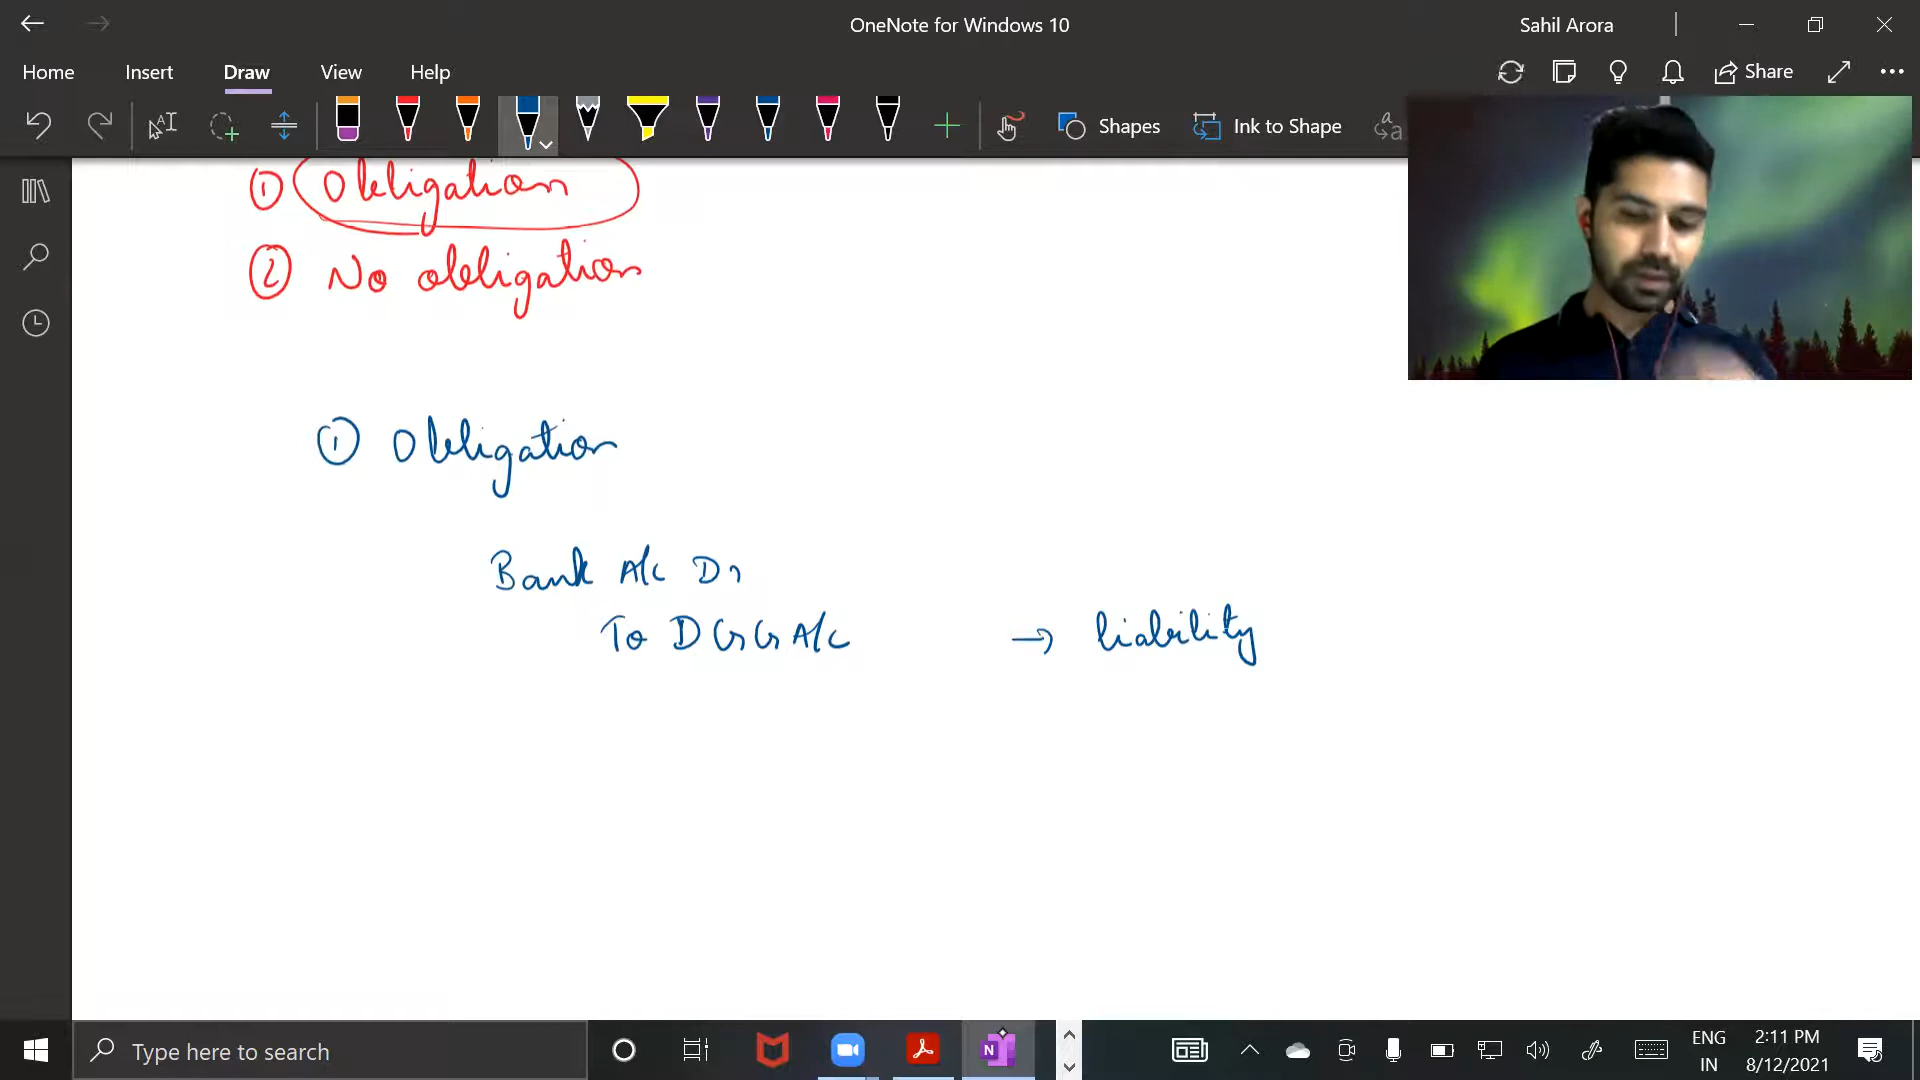 OneNote for Windows 10
Sahil Arora
Home Insert Draw View Help
Share
Shapes
Ink to Shape
① Obligation
② No obligation
① Obligation
Bank A/c Dr
To DGG A/c → liability
Type here to search
ENG
IN
2:11 PM
8/12/2021